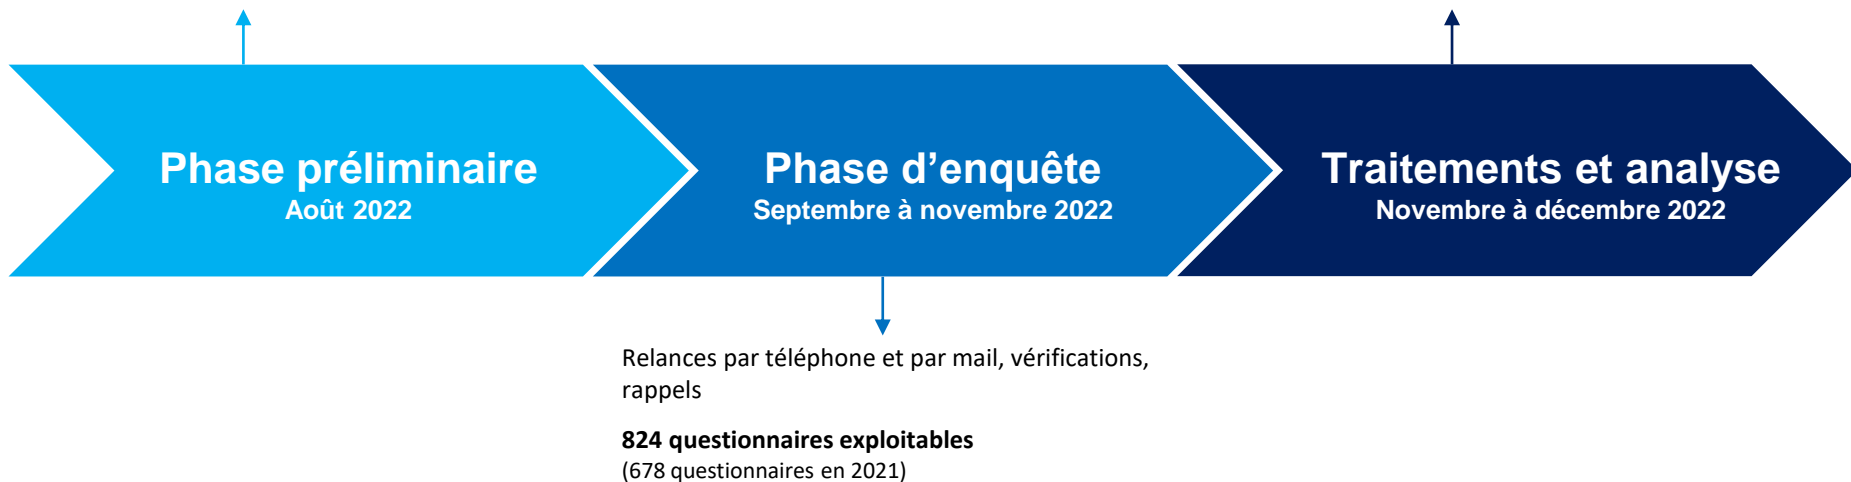 Phase préliminaire
Août 2022
Phase d’enquête
Septembre à novembre 2022
Traitements et analyse
Novembre à décembre 2022
Relances par téléphone et par mail, vérifications,
rappels
824 questionnaires exploitables
(678 questionnaires en 2021)